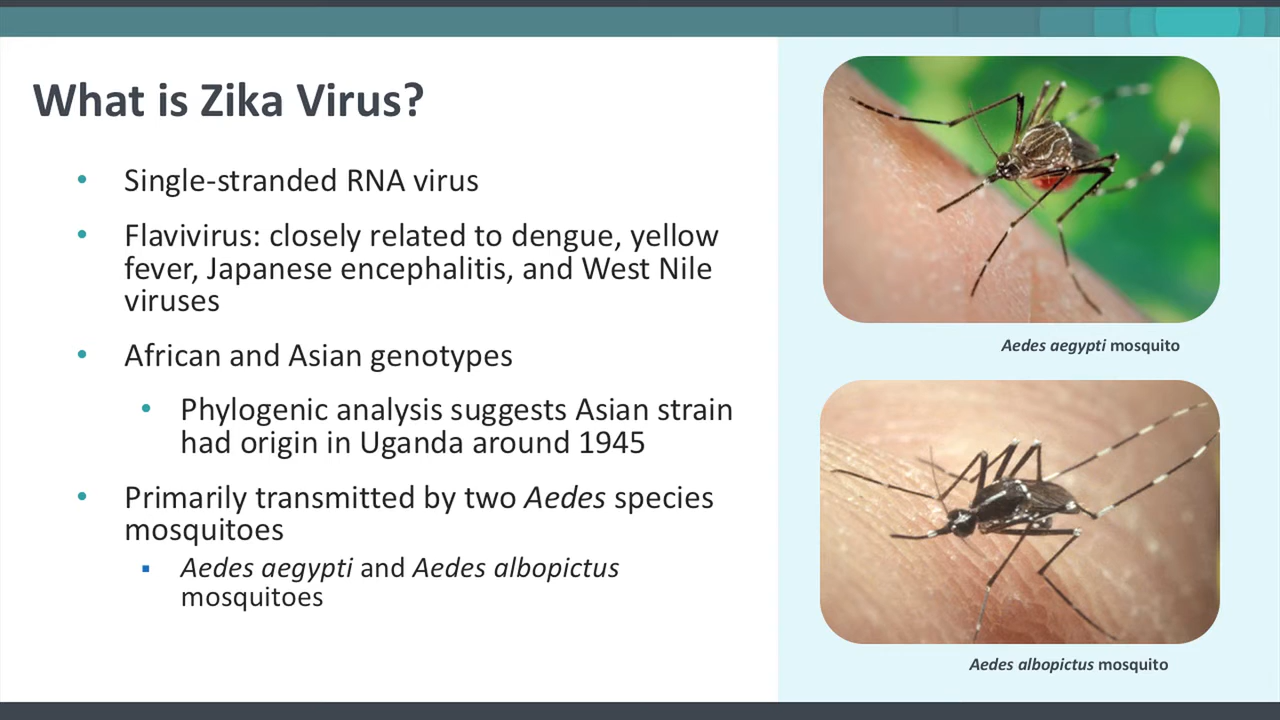 What is Zika Virus?
• Single-stranded RNA virus
• Flavivirus: closely related to dengue, yellow
fever, Japanese encephalitis, and West Nile
viruses
• African and Asian genotypes
• Phylogenic analysis suggests Asian strain
had origin in Uganda around 1945
• Primarily transmitted by two Aedes species
mosquitoes
▪ Aedes aegypti and Aedes albopictus
mosquitoes
Aedes aegypti mosquito
Aedes albopictus mosquito